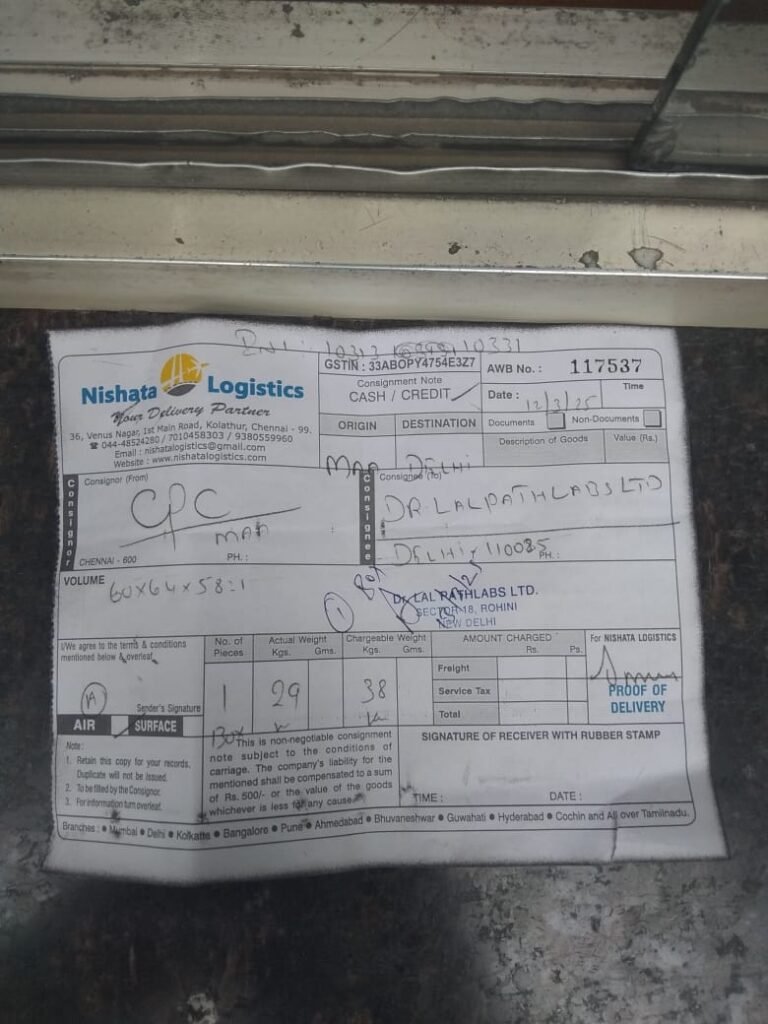 INV : 10313 10331
Nishata Logistics
Your Delivery Partner
36, Venus Nagar, 1st Main Road, Kolathur, Chennai - 99.
☎ 044-48524280 / 7010458303 / 9380559960
Email : nishatalogistics@gmail.com
Website : www.nishatalogistics.com
GSTIN : 33ABOPY4754E3Z7
Consignment Note
CASH / CREDIT
AWB No. : 117537
Date : 12/3/25
Time
ORIGIN DESTINATION
MAA DELHI
Documents Non-Documents
Description of Goods Value (Rs.)
Consignor
Consignor (From)
CPC
MAA
CHENNAI - 600 PH. :
Consignee
Consignee (To)
DR. LAL PATH LABS LTD
DELHI - 110085
PH. :
VOLUME
60x64x58=1
1
Dr. LAL PATHLABS LTD.
SECTOR-18, ROHINI
NEW DELHI
I/We agree to the terms & conditions
mentioned below & overleaf
A
Sender's Signature
AIR SURFACE
No. of Pieces
1
Box
Actual Weight
Kgs. Gms.
29
Chargeable Weight
Kgs. Gms.
38
AMOUNT CHARGED
Rs. Ps.
Freight
Service Tax
Total
For NISHATA LOGISTICS
PROOF OF
DELIVERY
Note :
1. Retain this copy for your records.
Duplicate will not be Issued.
2. To be filled by the Consignor.
3. For information turn overleaf.
This is non-negotiable consignment
note subject to the conditions of
carriage. The company's liability for the
mentioned shall be compensated to a sum
of Rs. 500/- or the value of the goods
whichever is less for any cause
SIGNATURE OF RECEIVER WITH RUBBER STAMP
TIME : DATE :
Branches : ● Mumbai ● Delhi ● Kolkatta ● Bangalore ● Pune ● Ahmedabad ● Bhuvaneshwar ● Guwahati ● Hyderabad ● Cochin and All over Tamilnadu.